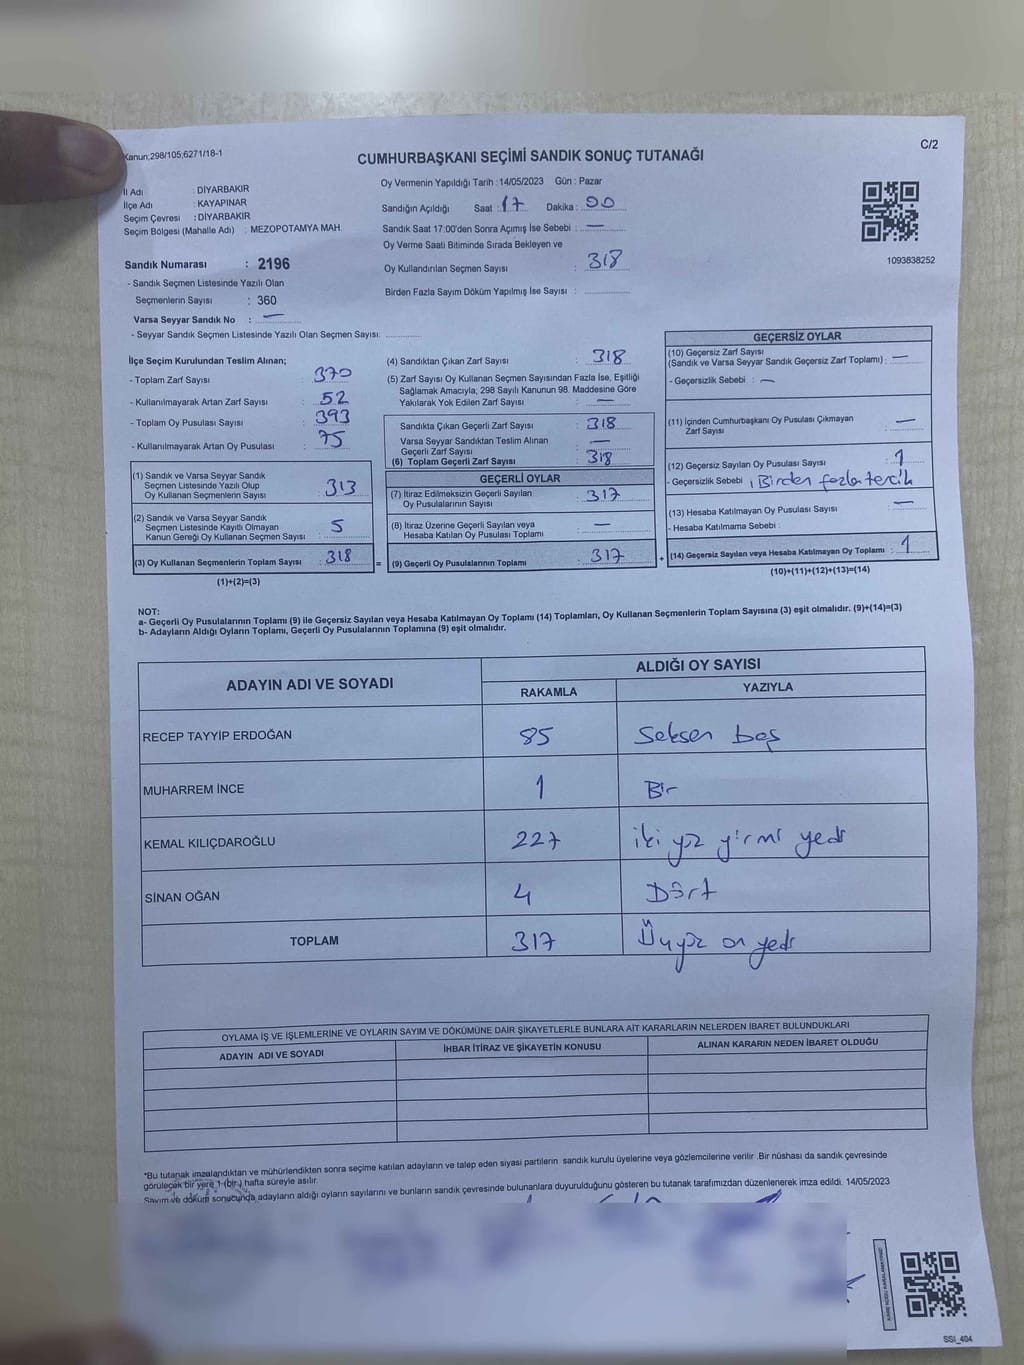 Kanun;298/105;6271/18-1
C/2
CUMHURBAŞKANI SEÇİMİ SANDIK SONUÇ TUTANAĞI
İl Adı : DİYARBAKIR
İlçe Adı : KAYAPINAR
Seçim Çevresi : DİYARBAKIR
Seçim Bölgesi (Mahalle Adı) : MEZOPOTAMYA MAH.
Sandık Numarası : 2196
- Sandık Seçmen Listesinde Yazılı Olan
Seçmenlerin Sayısı : 360
Varsa Seyyar Sandık No : —
- Seyyar Sandık Seçmen Listesinde Yazılı Olan Seçmen Sayısı:
Oy Vermenin Yapıldığı Tarih : 14/05/2023 Gün : Pazar
Sandığın Açıldığı Saat : 17 Dakika : 00
Sandık Saat 17:00'den Sonra Açımış İse Sebebi : —
Oy Verme Saati Bitiminde Sırada Bekleyen ve
Oy Kullandırılan Seçmen Sayısı : 318
Birden Fazla Sayım Döküm Yapılmış İse Sayısı :
1093838252
İlçe Seçim Kurulundan Teslim Alınan;
- Toplam Zarf Sayısı : 370
- Kullanılmayarak Artan Zarf Sayısı : 52
- Toplam Oy Pusulası Sayısı : 393
- Kullanılmayarak Artan Oy Pusulası : 75
(1) Sandık ve Varsa Seyyar Sandık
Seçmen Listesinde Yazılı Olup
Oy Kullanan Seçmenlerin Sayısı : 313
(2) Sandık ve Varsa Seyyar Sandık
Seçmen Listesinde Kayıtlı Olmayan
Kanun Gereği Oy Kullanan Seçmen Sayısı : 5
(3) Oy Kullanan Seçmenlerin Toplam Sayısı : 318
(1)+(2)=(3)
=
(4) Sandıktan Çıkan Zarf Sayısı : 318
(5) Zarf Sayısı Oy Kullanan Seçmen Sayısından Fazla İse, Eşitliği
Sağlamak Amacıyla; 298 Sayılı Kanunun 98. Maddesine Göre
Yakılarak Yok Edilen Zarf Sayısı : —
Sandıkta Çıkan Geçerli Zarf Sayısı : 318
Varsa Seyyar Sandıktan Teslim Alınan
Geçerli Zarf Sayısı : —
(6) Toplam Geçerli Zarf Sayısı : 318
GEÇERLİ OYLAR
(7) İtiraz Edilmeksizin Geçerli Sayılan
Oy Pusulalarının Sayısı : 317
(8) İtiraz Üzerine Geçerli Sayılan veya
Hesaba Katılan Oy Pusulası Toplamı : —
(9) Geçerli Oy Pusulalarının Toplamı : 317
+
GEÇERSİZ OYLAR
(10) Geçersiz Zarf Sayısı
(Sandık ve Varsa Seyyar Sandık Geçersiz Zarf Toplamı) : —
- Geçersizlik Sebebi : —
(11) İçinden Cumhurbaşkanı Oy Pusulası Çıkmayan
Zarf Sayısı : —
(12) Geçersiz Sayılan Oy Pusulası Sayısı : 1
- Geçersizlik Sebebi : Birden fazla tercih
(13) Hesaba Katılmayan Oy Pusulası Sayısı : —
- Hesaba Katılmama Sebebi :
(14) Geçersiz Sayılan veya Hesaba Katılmayan Oy Toplamı : 1
(10)+(11)+(12)+(13)=(14)
NOT:
a- Geçerli Oy Pusulalarının Toplamı (9) ile Geçersiz Sayılan veya Hesaba Katılmayan Oy Toplamı (14) Toplamları, Oy Kullanan Seçmenlerin Toplam Sayısına (3) eşit olmalıdır. (9)+(14)=(3)
b- Adayların Aldığı Oyların Toplamı, Geçerli Oy Pusulalarının Toplamına (9) eşit olmalıdır.
ADAYIN ADI VE SOYADI ALDIĞI OY SAYISI
RAKAMLA YAZIYLA
RECEP TAYYİP ERDOĞAN 85 Seksen beş
MUHARREM İNCE 1 Bir
KEMAL KILIÇDAROĞLU 227 iki yüz yirmi yedi
SİNAN OĞAN 4 Dört
TOPLAM 317 Üçyüz on yedi
OYLAMA İŞ VE İŞLEMLERİNE VE OYLARIN SAYIM VE DÖKÜMÜNE DAİR ŞİKAYETLERLE BUNLARA AİT KARARLARIN NELERDEN İBARET BULUNDUKLARI
ADAYIN ADI VE SOYADI İHBAR İTİRAZ VE ŞİKAYETİN KONUSU ALINAN KARARIN NEDEN İBARET OLDUĞU
*Bu tutanak imzalandıktan ve mühürlendikten sonra seçime katılan adayların ve talep eden siyasi partilerin sandık kurulu üyelerine veya gözlemcilerine verilir .Bir nüshası da sandık çevresinde
görülecek bir yere 1 (bir) hafta süreyle asılır.
Sayım ve döküm sonucunda adayların aldığı oyların sayılarını ve bunların sandık çevresinde bulunanlara duyurulduğunu gösteren bu tutanak tarafımızdan düzenlenerek imza edildi. 14/05/2023
SSI_404